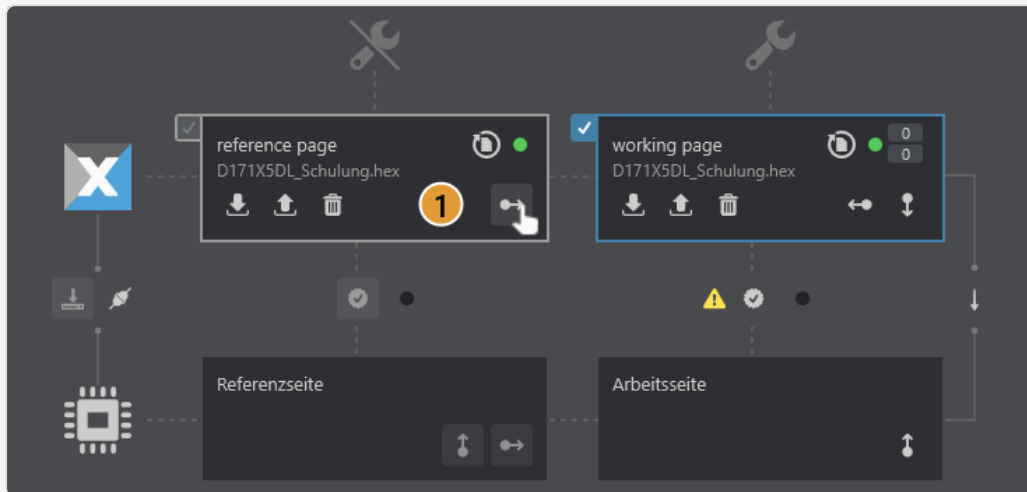 reference page
D171X5DL_Schulung.hex
1
working page
D171X5DL_Schulung.hex
0
0
X
Referenzseite
Arbeitsseite